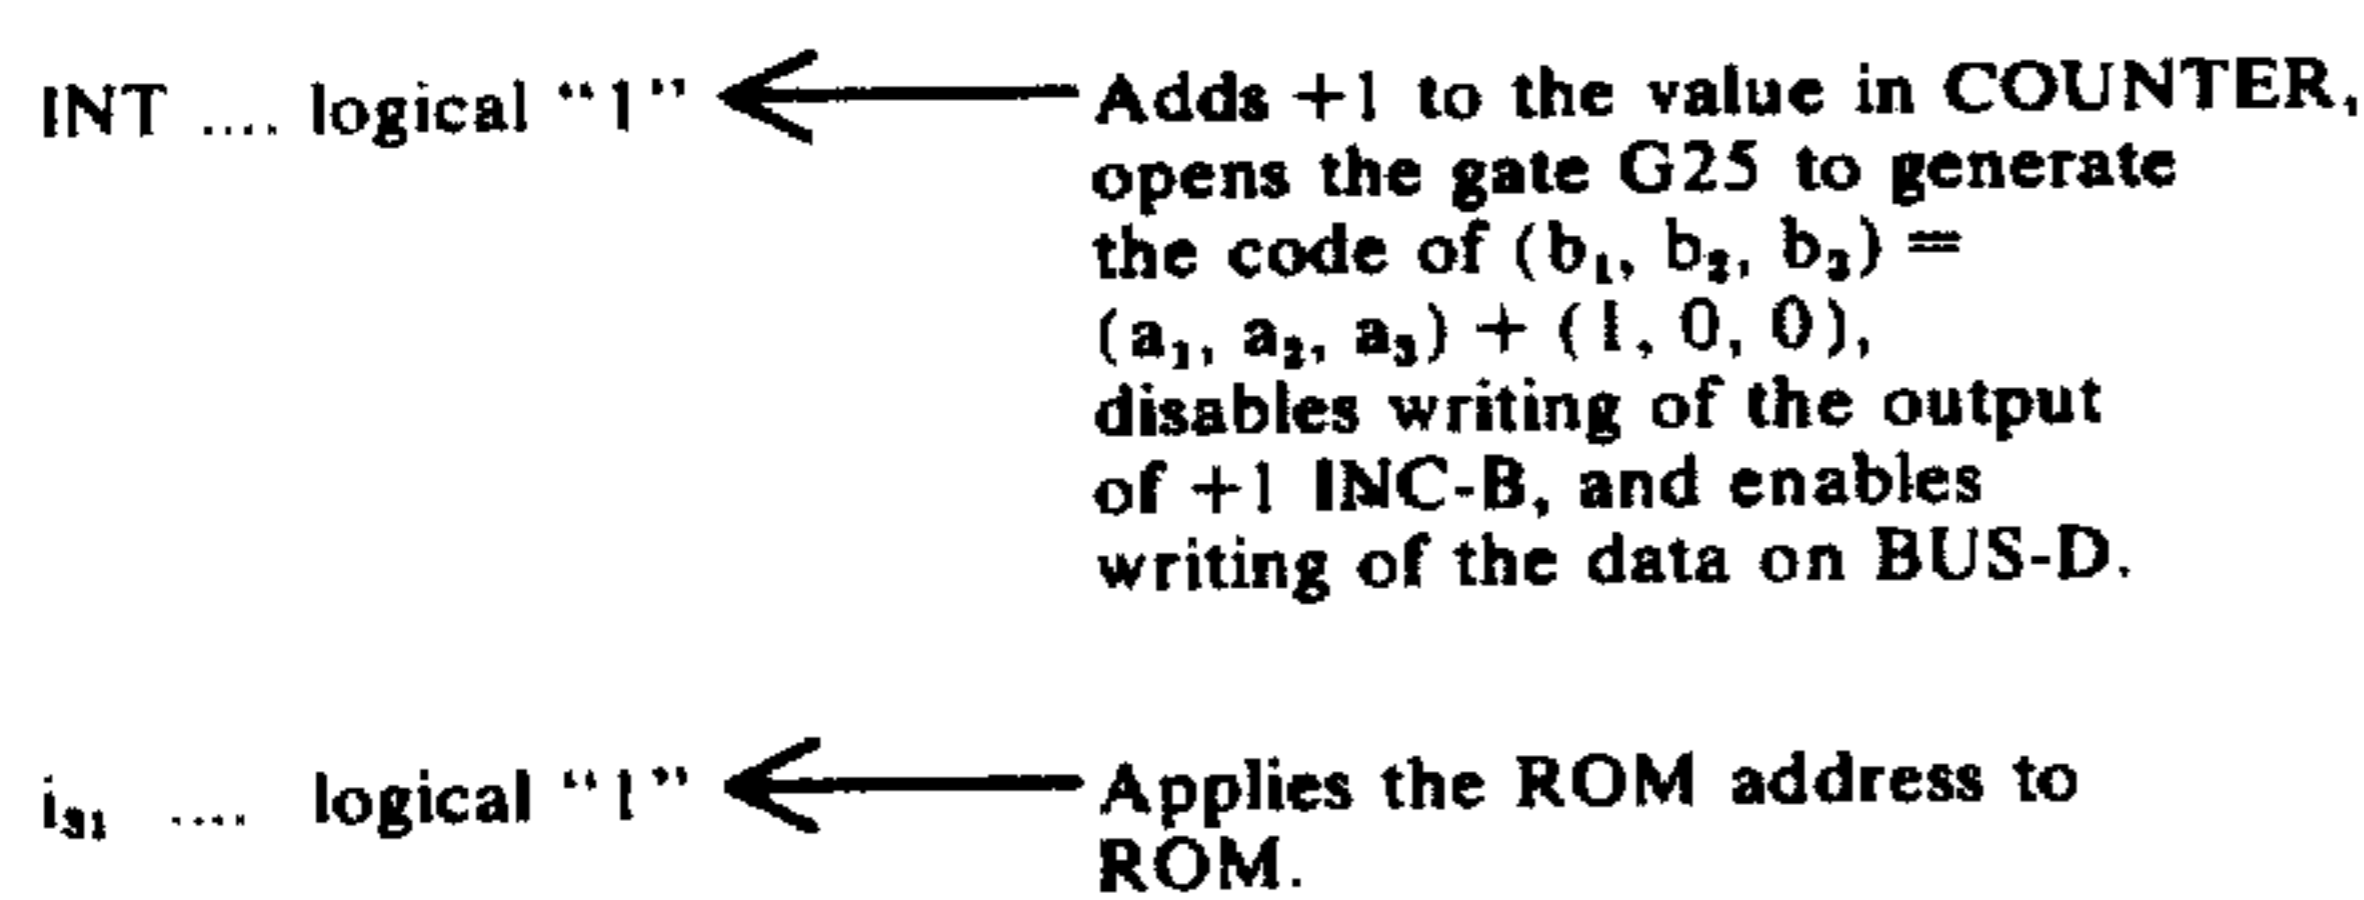 INT .... logical “1” ← Adds +1 to the value in COUNTER,
opens the gate G25 to generate
the code of (b₁, b₂, b₃) =
(a₁, a₂, a₃) + (1, 0, 0),
disables writing of the output
of +1 INC-B, and enables
writing of the data on BUS-D.
i₃₁ .... logical “1” ← Applies the ROM address to
ROM.